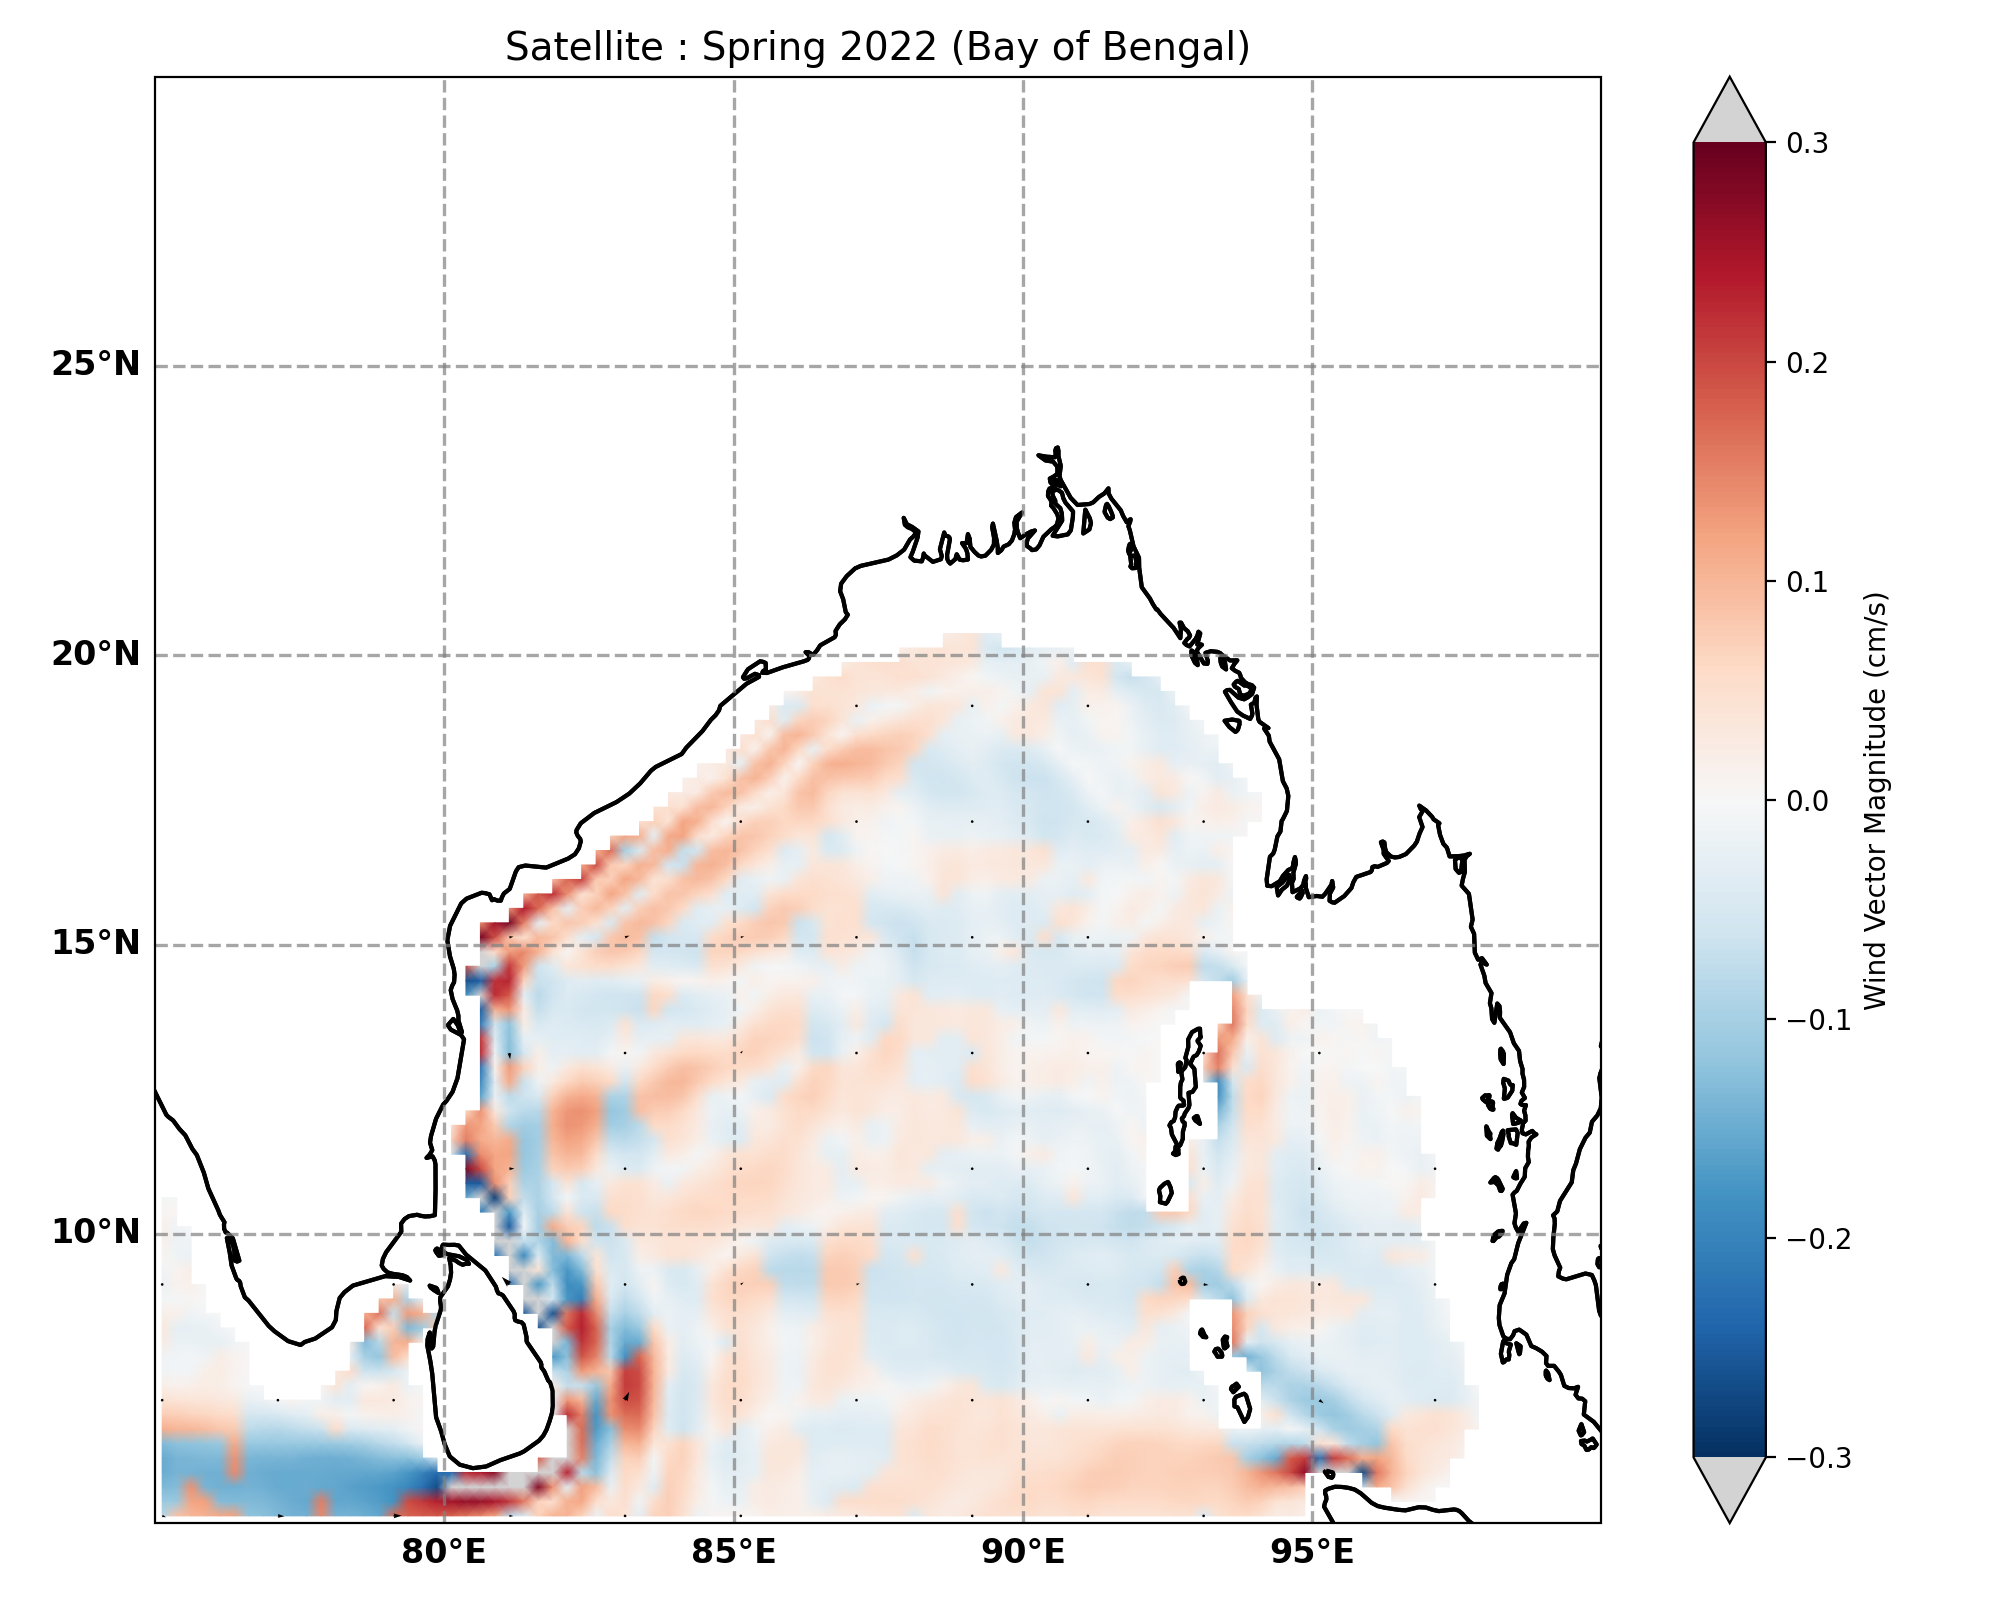 Satellite : Spring 2022 (Bay of Bengal)
25°N
20°N
15°N
10°N
80°E
85°E
90°E
95°E
0.3
0.2
0.1
0.0
−0.1
−0.2
−0.3
Wind Vector Magnitude (cm/s)